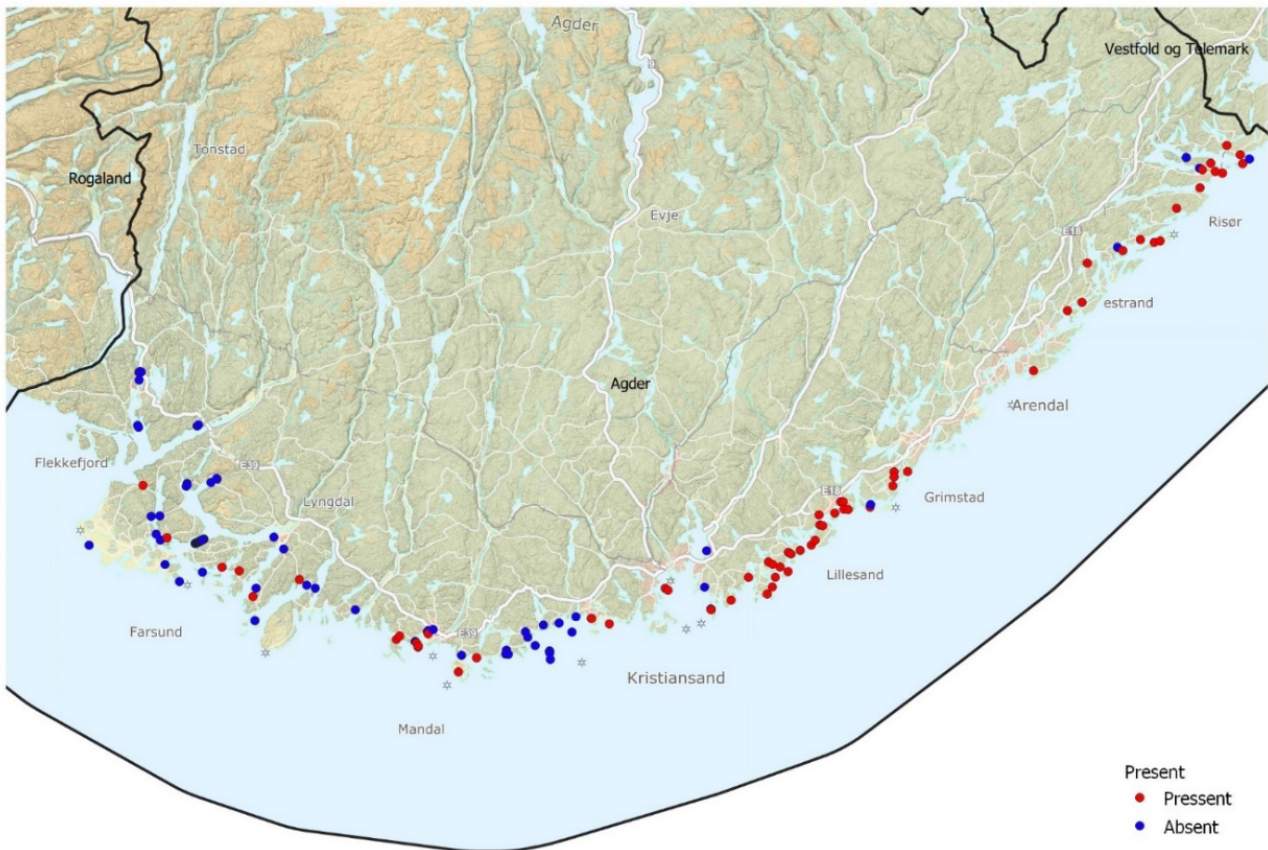 Agder
Vestfold og Telemark
9
Tonstad
Rogaland
Evje
Risør
E18
estrand
Agder
Arendal
Flekkefjord
E39
Lyngdal
E18
Grimstad
Lillesand
Farsund
E39
Kristiansand
Mandal
Present
Pressent
Absent